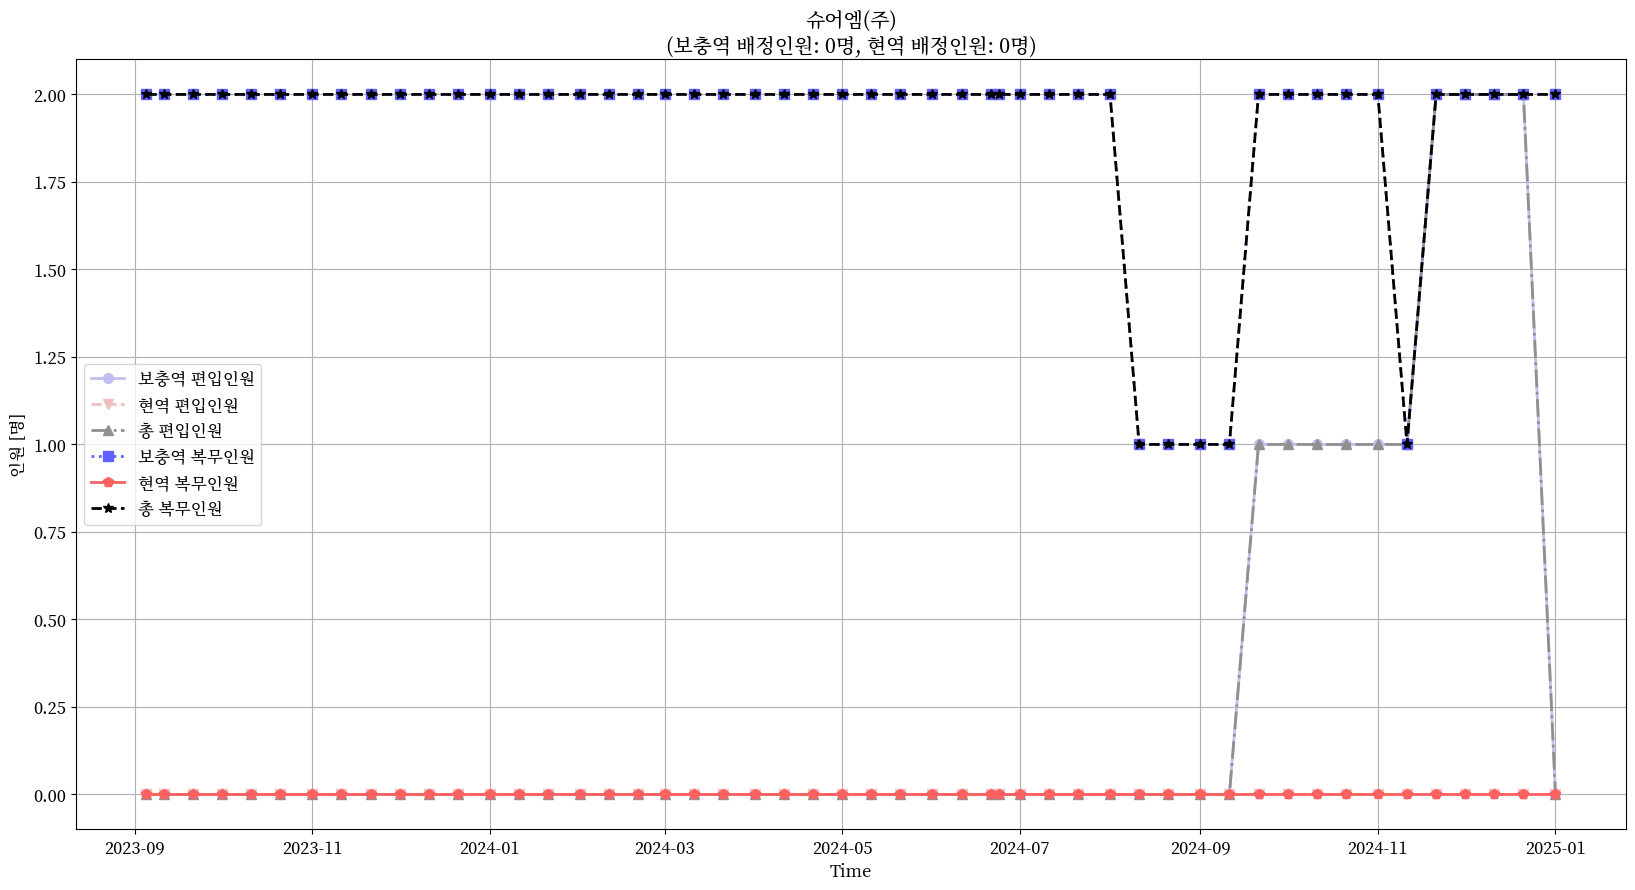 슈어엠(주)
(보충역 배정인원: 0명, 현역 배정인원: 0명)
2.00
1.75
1.50
1.25
1.00
0.75
0.50
0.25
0.00
인원 [명]
보충역 편입인원
현역 편입인원
총 편입인원
보충역 복무인원
현역 복무인원
총 복무인원
2023-09 2023-11 2024-01 2024-03 2024-05 2024-07 2024-09 2024-11 2025-01
Time